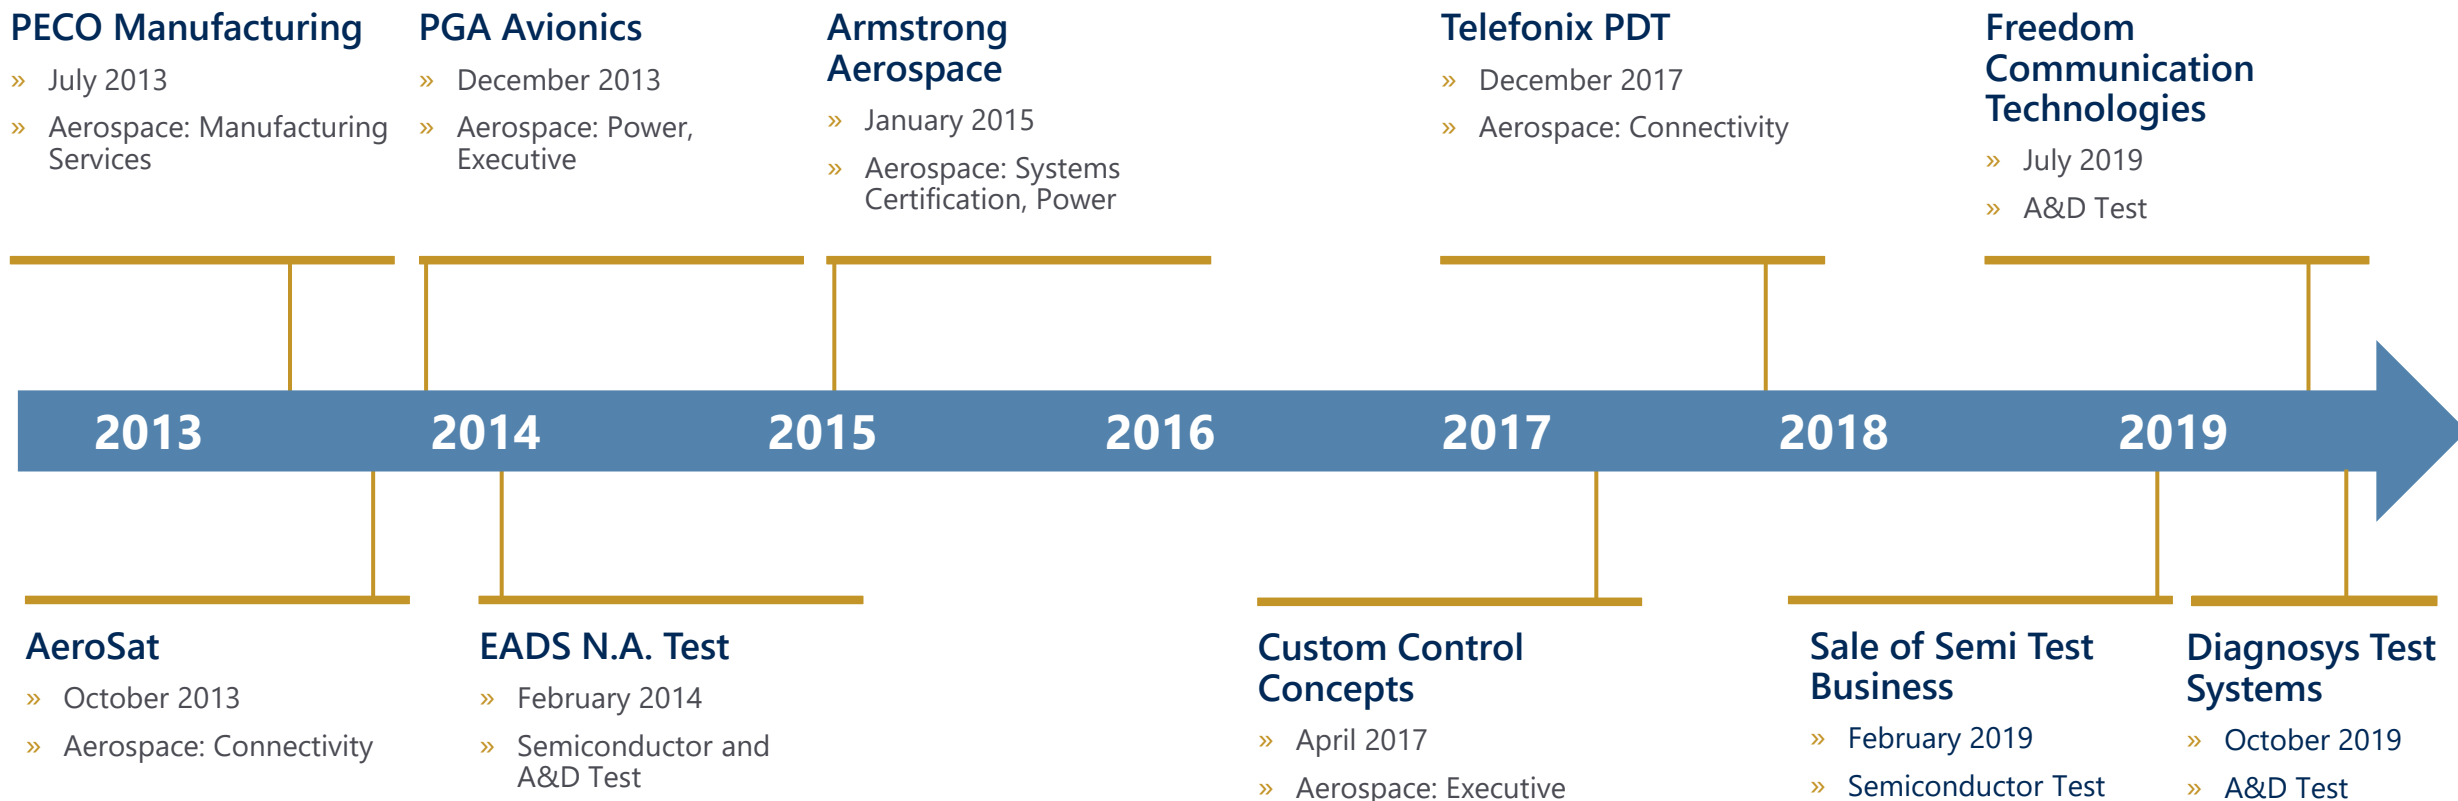 PECO Manufacturing
» July 2013
» Aerospace: Manufacturing
Services
PGA Avionics
» December 2013
» Aerospace: Power,
Executive
Armstrong
Aerospace
» January 2015
» Aerospace: Systems
Certification, Power
Telefonix PDT
» December 2017
» Aerospace: Connectivity
Freedom
Communication
Technologies
» July 2019
» A&D Test
2013 2014 2015 2016 2017 2018 2019
AeroSat
» October 2013
» Aerospace: Connectivity
EADS N.A. Test
» February 2014
» Semiconductor and
A&D Test
Custom Control
Concepts
» April 2017
» Aerospace: Executive
Sale of Semi Test
Business
» February 2019
» Semiconductor Test
Diagnosys Test
Systems
» October 2019
» A&D Test